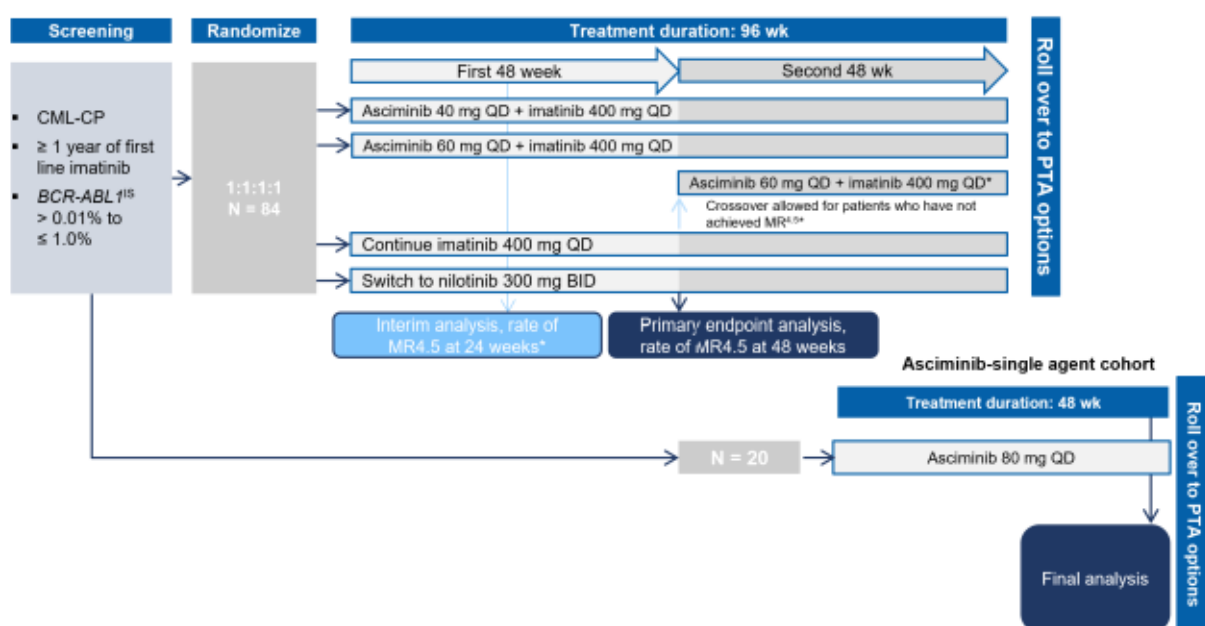 Screening
Randomize
Treatment duration: 96 wk
First 48 week
Second 48 wk
▪ CML-CP
▪ ≥ 1 year of first
line imatinib
▪ BCR-ABL1ᴵˢ
> 0.01% to
≤ 1.0%
1:1:1:1
N = 84
Asciminib 40 mg QD + imatinib 400 mg QD
Asciminib 60 mg QD + imatinib 400 mg QD
Asciminib 60 mg QD + imatinib 400 mg QD*
Crossover allowed for patients who have not
achieved MR⁴·⁵*
Continue imatinib 400 mg QD
Switch to nilotinib 300 mg BID
Roll over to PTA options
Interim analysis, rate of
MR4.5 at 24 weeks*
Primary endpoint analysis,
rate of MR4.5 at 48 weeks
Asciminib-single agent cohort
Treatment duration: 48 wk
N = 20
Asciminib 80 mg QD
Final analysis
Roll over to PTA options